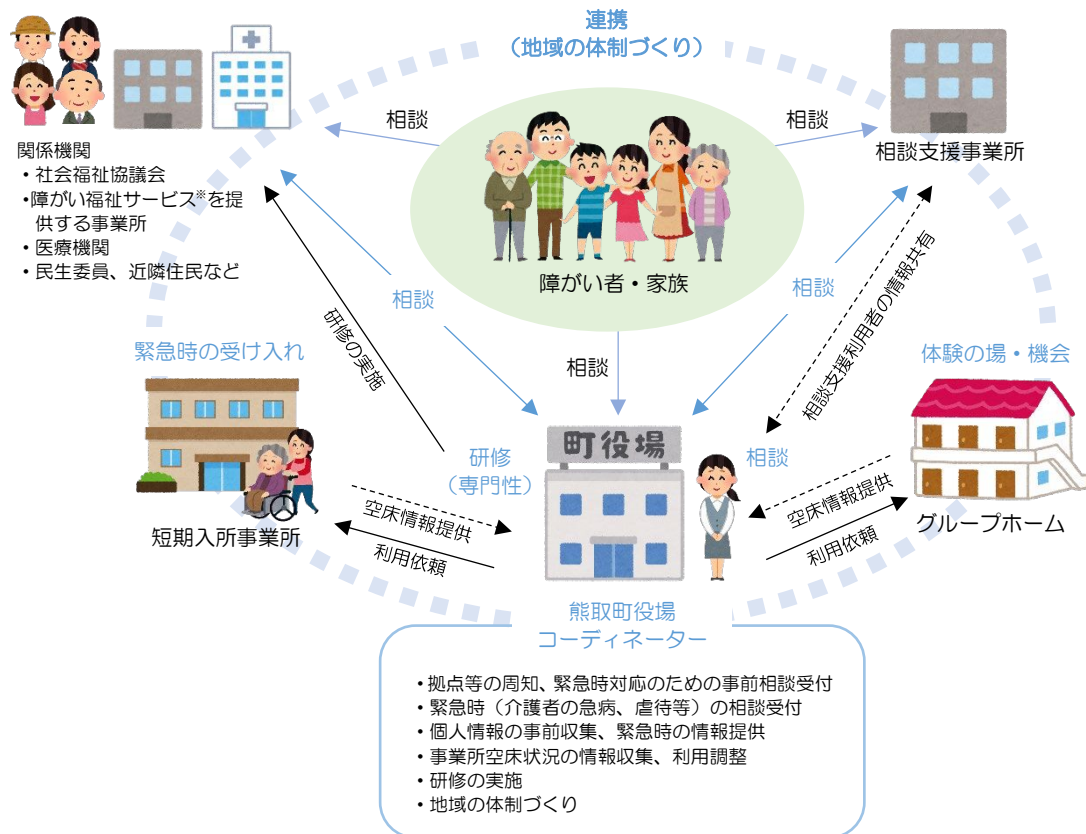 連携
（地域の体制づくり）
相談
相談
関係機関
・社会福祉協議会
・障がい福祉サービス※を提
供する事業所
・医療機関
・民生委員、近隣住民など
相談支援事業所
障がい者・家族
相談
相談
相談
研修の実施
相談支援利用者の情報共有
緊急時の受け入れ
体験の場・機会
町役場
研修
（専門性）
相談
短期入所事業所
空床情報提供
利用依頼
空床情報提供
利用依頼
グループホーム
熊取町役場
コーディネーター
・拠点等の周知、緊急時対応のための事前相談受付
・緊急時（介護者の急病、虐待等）の相談受付
・個人情報の事前収集、緊急時の情報提供
・事業所空床状況の情報収集、利用調整
・研修の実施
・地域の体制づくり